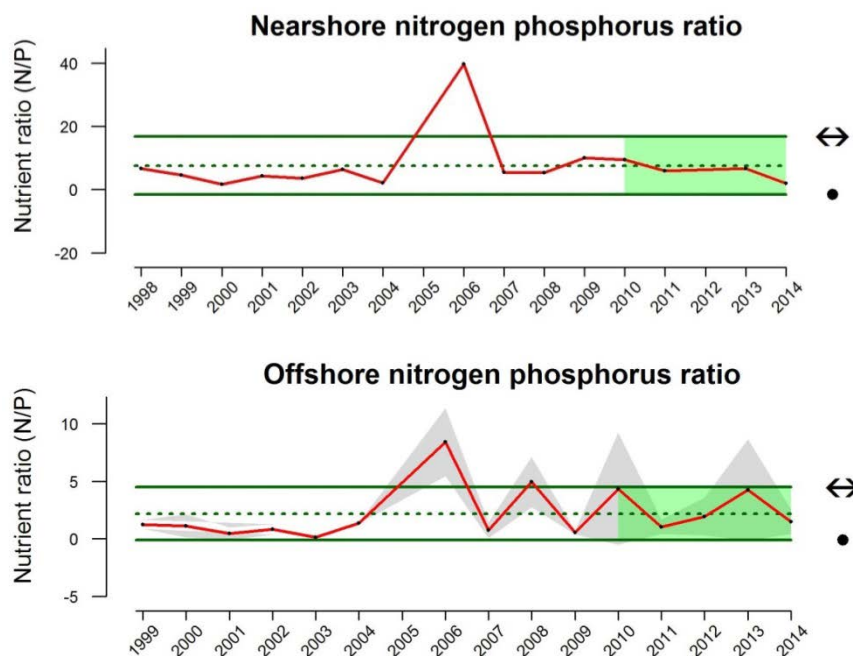 Nearshore nitrogen phosphorus ratio
Nutrient ratio (N/P)
40
20
0
-20
1998 1999 2000 2001 2002 2003 2004 2005 2006 2007 2008 2009 2010 2011 2012 2013 2014
Offshore nitrogen phosphorus ratio
Nutrient ratio (N/P)
10
5
0
-5
1999 2000 2001 2002 2003 2004 2005 2006 2007 2008 2009 2010 2011 2012 2013 2014